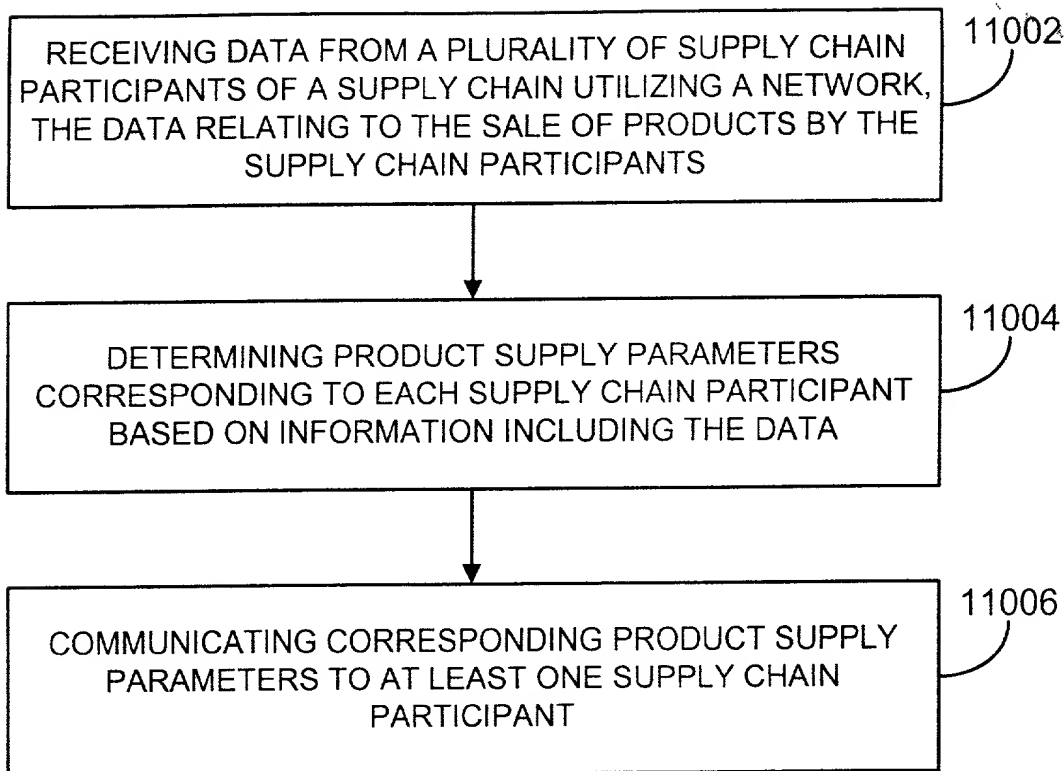 RECEIVING DATA FROM A PLURALITY OF SUPPLY CHAIN
PARTICIPANTS OF A SUPPLY CHAIN UTILIZING A NETWORK,
THE DATA RELATING TO THE SALE OF PRODUCTS BY THE
SUPPLY CHAIN PARTICIPANTS
11002
DETERMINING PRODUCT SUPPLY PARAMETERS
CORRESPONDING TO EACH SUPPLY CHAIN PARTICIPANT
BASED ON INFORMATION INCLUDING THE DATA
11004
COMMUNICATING CORRESPONDING PRODUCT SUPPLY
PARAMETERS TO AT LEAST ONE SUPPLY CHAIN
PARTICIPANT
11006